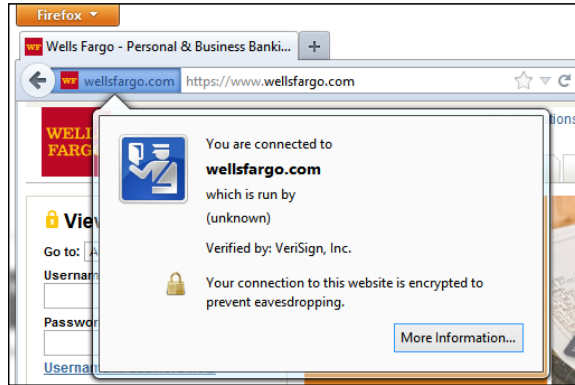 Firefox
WF Wells Fargo - Personal & Business Banki... +
WF wellsfargo.com https://www.wellsfargo.com
WELL
FARG
You are connected to
wellsfargo.com
which is run by
(unknown)
Verified by: VeriSign, Inc.
Your connection to this website is encrypted to
prevent eavesdropping.
More Information...
View
Go to:
Usernam
Passwor